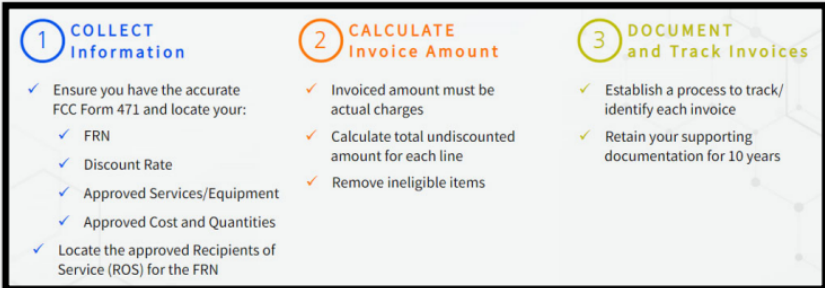 1 COLLECT
Information
✓ Ensure you have the accurate
FCC Form 471 and locate your:
✓ FRN
✓ Discount Rate
✓ Approved Services/Equipment
✓ Approved Cost and Quantities
✓ Locate the approved Recipients of
Service (ROS) for the FRN
2 CALCULATE
Invoice Amount
✓ Invoiced amount must be
actual charges
✓ Calculate total undiscounted
amount for each line
✓ Remove ineligible items
3 DOCUMENT
and Track Invoices
✓ Establish a process to track/
identify each invoice
✓ Retain your supporting
documentation for 10 years